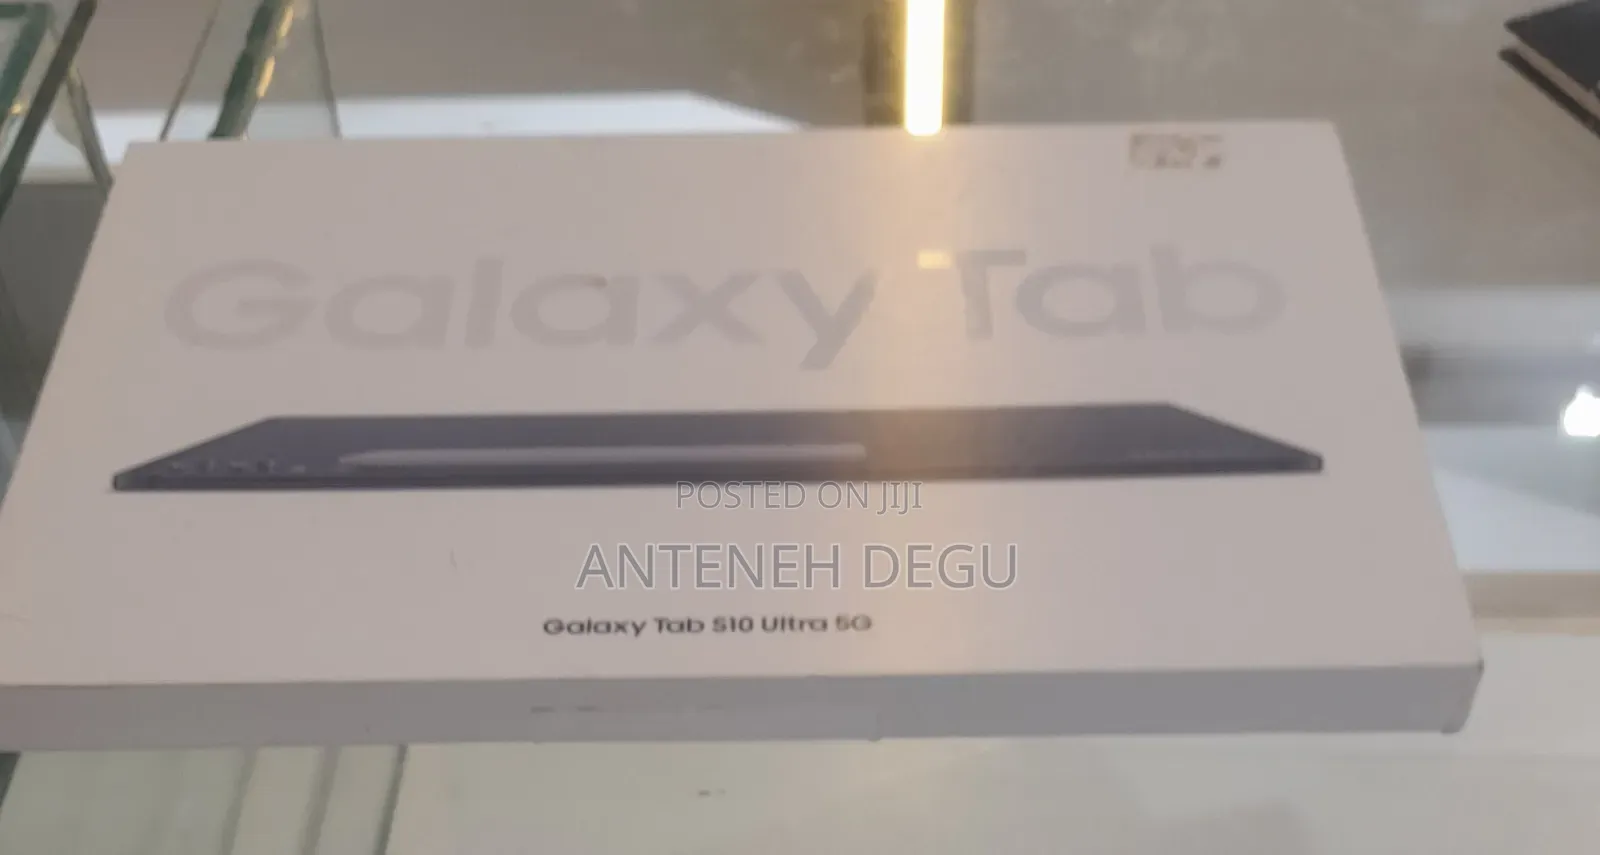 Galaxy Tab
POSTED ON JIJI
ANTENEH DEGU
Galaxy Tab S10 Ultra 5G